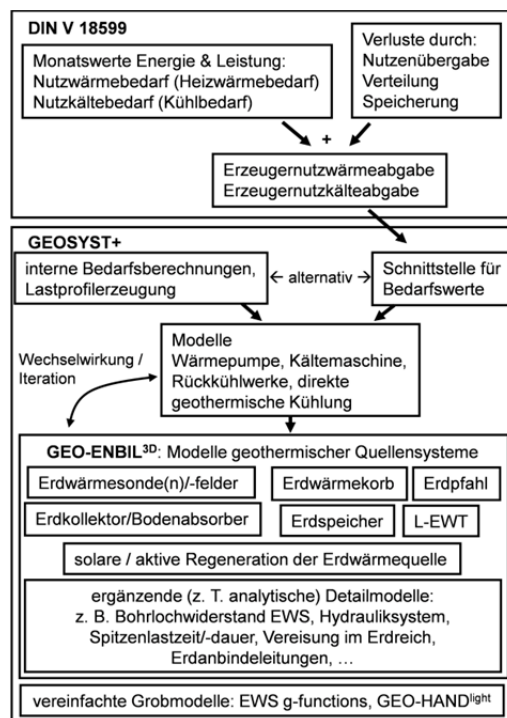 DIN V 18599
Monatswerte Energie & Leistung:
Nutzwärmebedarf (Heizwärmebedarf)
Nutzkältebedarf (Kühlbedarf)
Verluste durch:
Nutzenübergabe
Verteilung
Speicherung
+
Erzeugernutzwärmeabgabe
Erzeugernutzkälteabgabe
GEOSYST+
interne Bedarfsberechnungen,
Lastprofilerzeugung
← alternativ →
Schnittstelle für
Bedarfswerte
Modelle
Wärmepumpe, Kältemaschine,
Rückkühlwerke, direkte
geothermische Kühlung
Wechselwirkung /
Iteration
GEO-ENBIL3D: Modelle geothermischer Quellensysteme
Erdwärmesonde(n)/-felder
Erdwärmekorb
Erdpfahl
Erdkollektor/Bodenabsorber
Erdspeicher
L-EWT
solare / aktive Regeneration der Erdwärmequelle
ergänzende (z. T. analytische) Detailmodelle:
z. B. Bohrlochwiderstand EWS, Hydrauliksystem,
Spitzenlastzeit/-dauer, Vereisung im Erdreich,
Erdanbindeleitungen, …
vereinfachte Grobmodelle: EWS g-functions, GEO-HANDlight